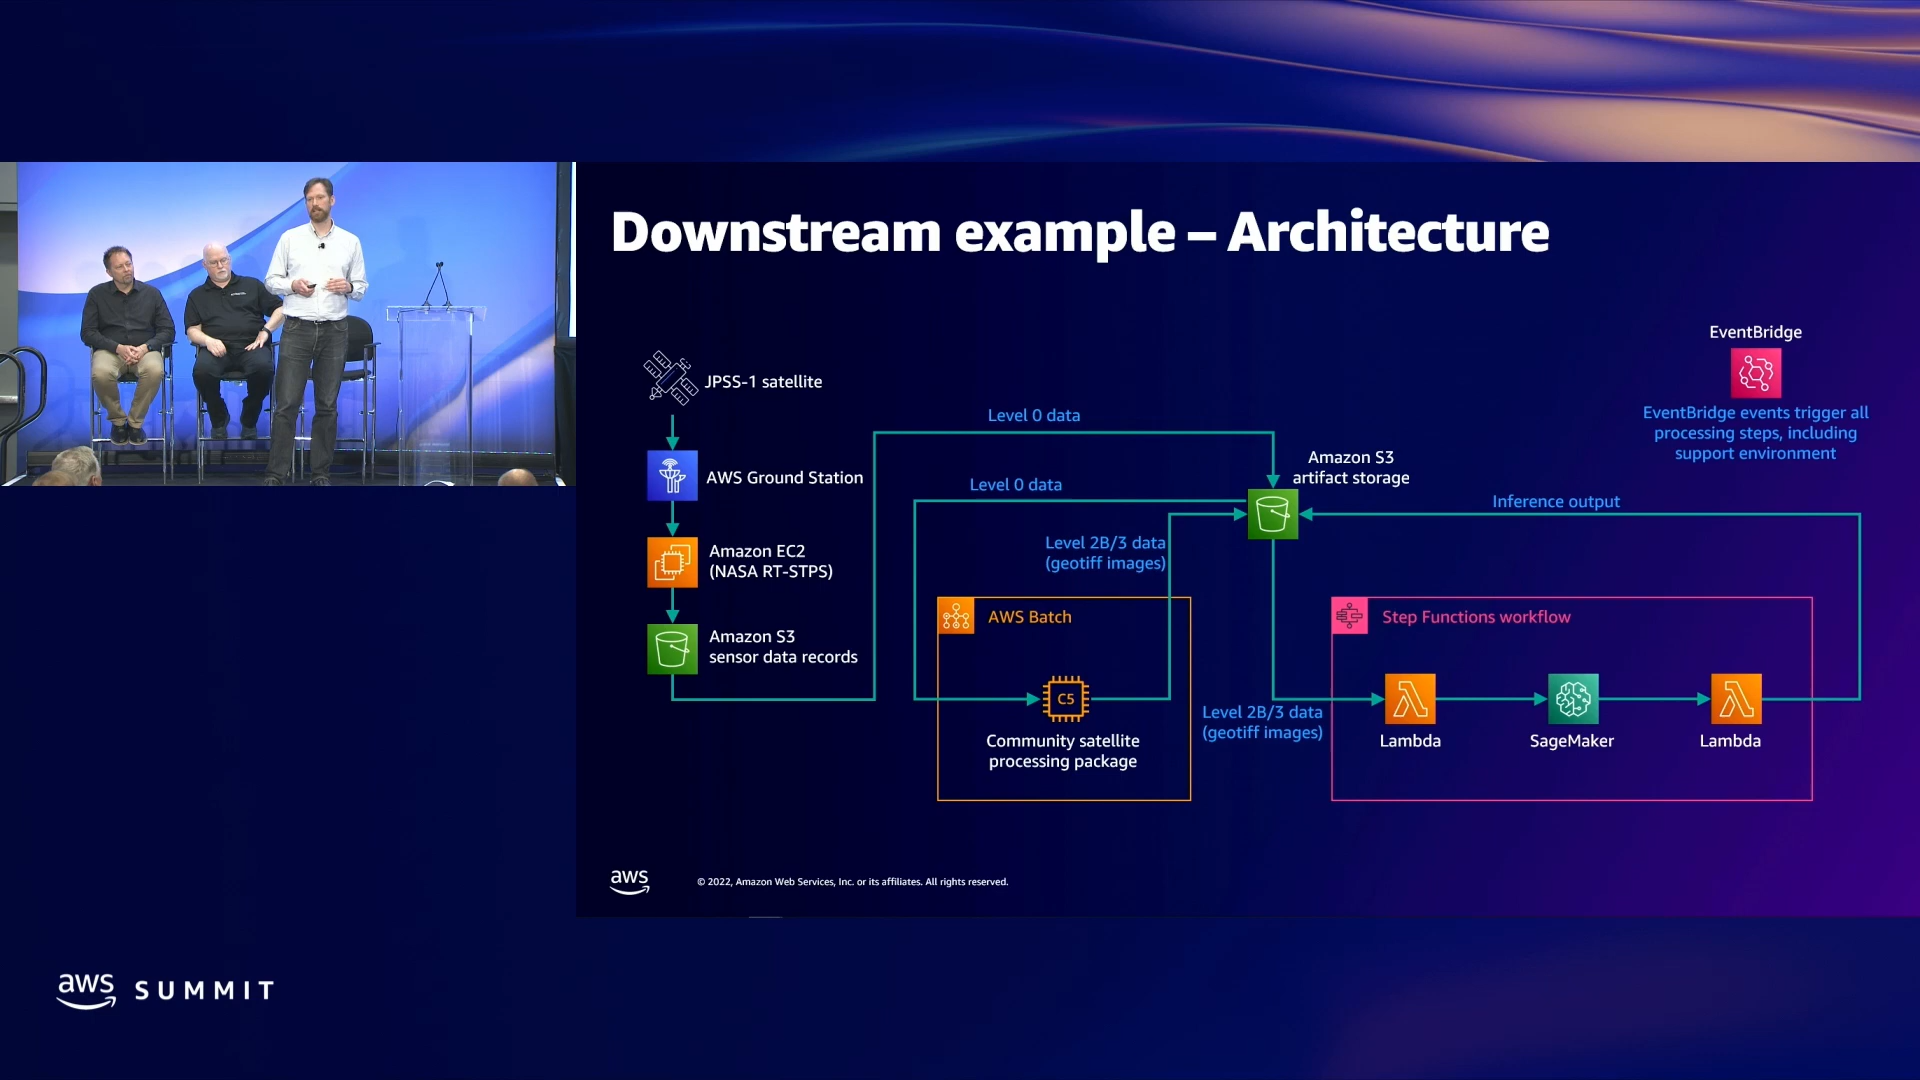 Downstream example – Architecture
EventBridge
EventBridge events trigger all
processing steps, including
support environment
JPSS-1 satellite
AWS Ground Station
Amazon EC2
(NASA RT-STPS)
Amazon S3
sensor data records
Level 0 data
Level 0 data
Amazon S3
artifact storage
Inference output
Level 2B/3 data
(geotiff images)
AWS Batch
C5
Community satellite
processing package
Level 2B/3 data
(geotiff images)
Step Functions workflow
Lambda
SageMaker
Lambda
aws
© 2022, Amazon Web Services, Inc. or its affiliates. All rights reserved.
aws SUMMIT